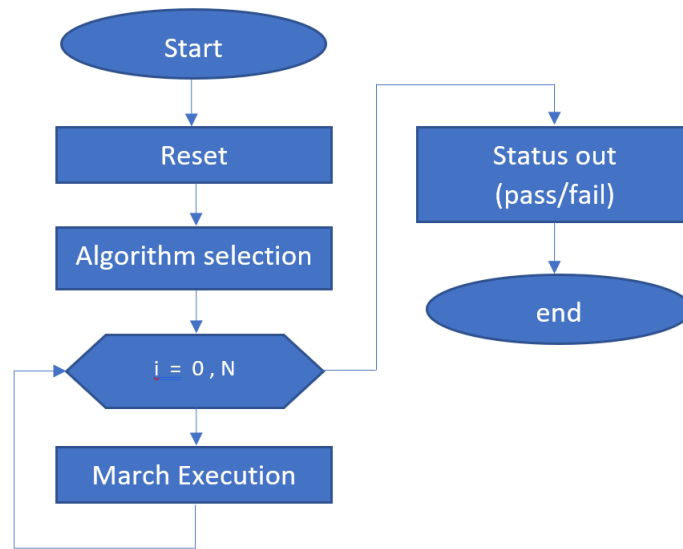 Start
Reset
Algorithm selection
i = 0 , N
March Execution
Status out
(pass/fail)
end